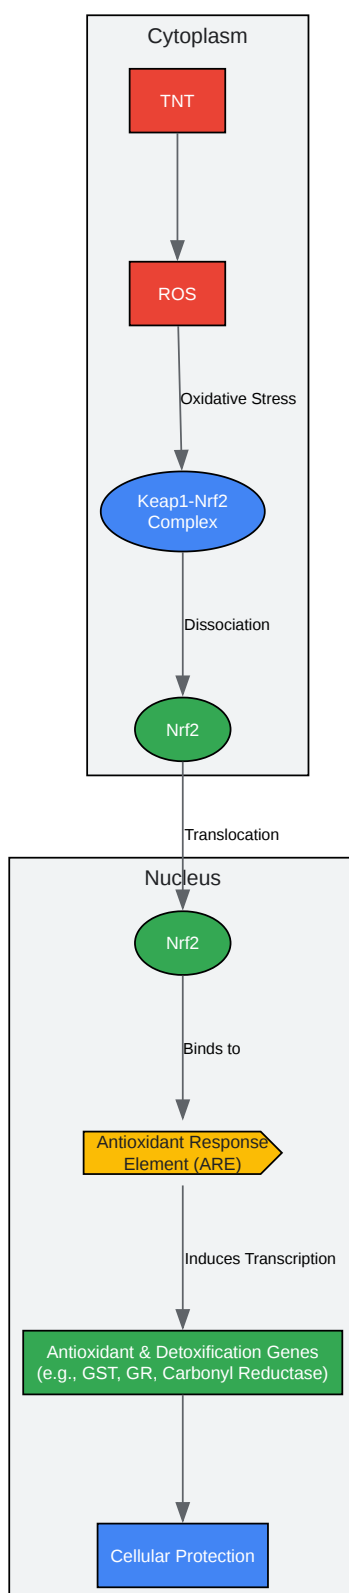 Cytoplasm
TNT
ROS
Oxidative Stress
Keap1-Nrf2
Complex
Dissociation
Nrf2
Translocation
Nucleus
Nrf2
Binds to
Antioxidant Response
Element (ARE)
Induces Transcription
Antioxidant & Detoxification Genes
(e.g., GST, GR, Carbonyl Reductase)
Cellular Protection